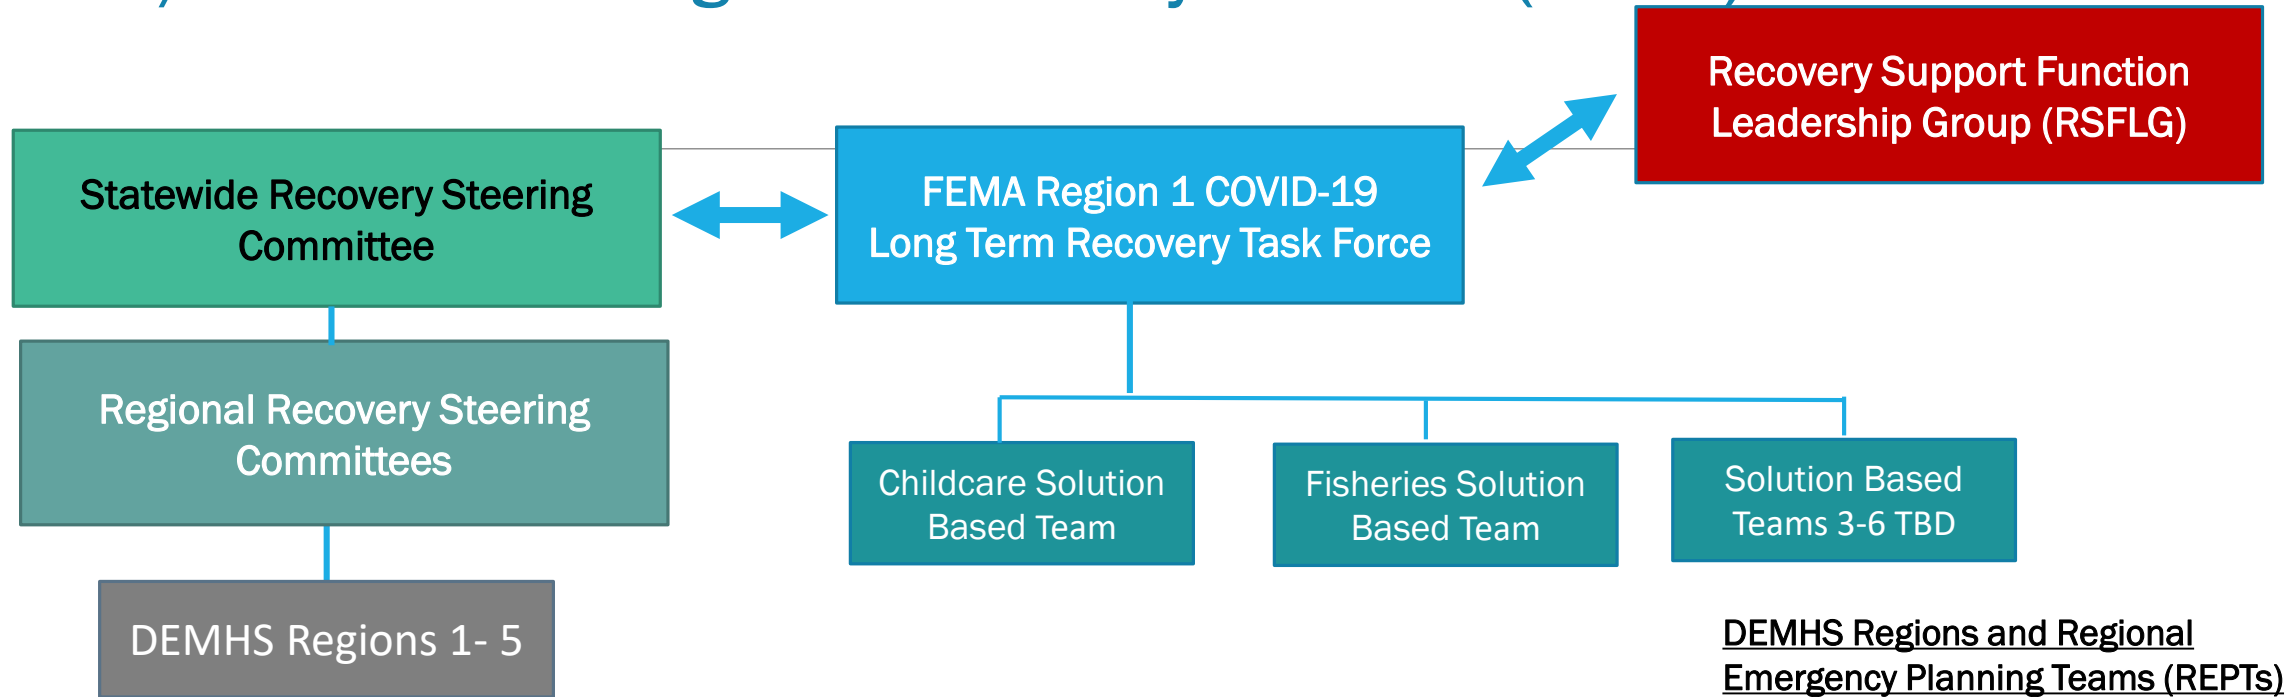 Recovery Support Function
Leadership Group (RSFLG)
Statewide Recovery Steering
Committee
FEMA Region 1 COVID-19
Long Term Recovery Task Force
Regional Recovery Steering
Committees
Childcare Solution
Based Team
Fisheries Solution
Based Team
Solution Based
Teams 3-6 TBD
DEMHS Regions 1- 5
DEMHS Regions and Regional
Emergency Planning Teams (REPTs)